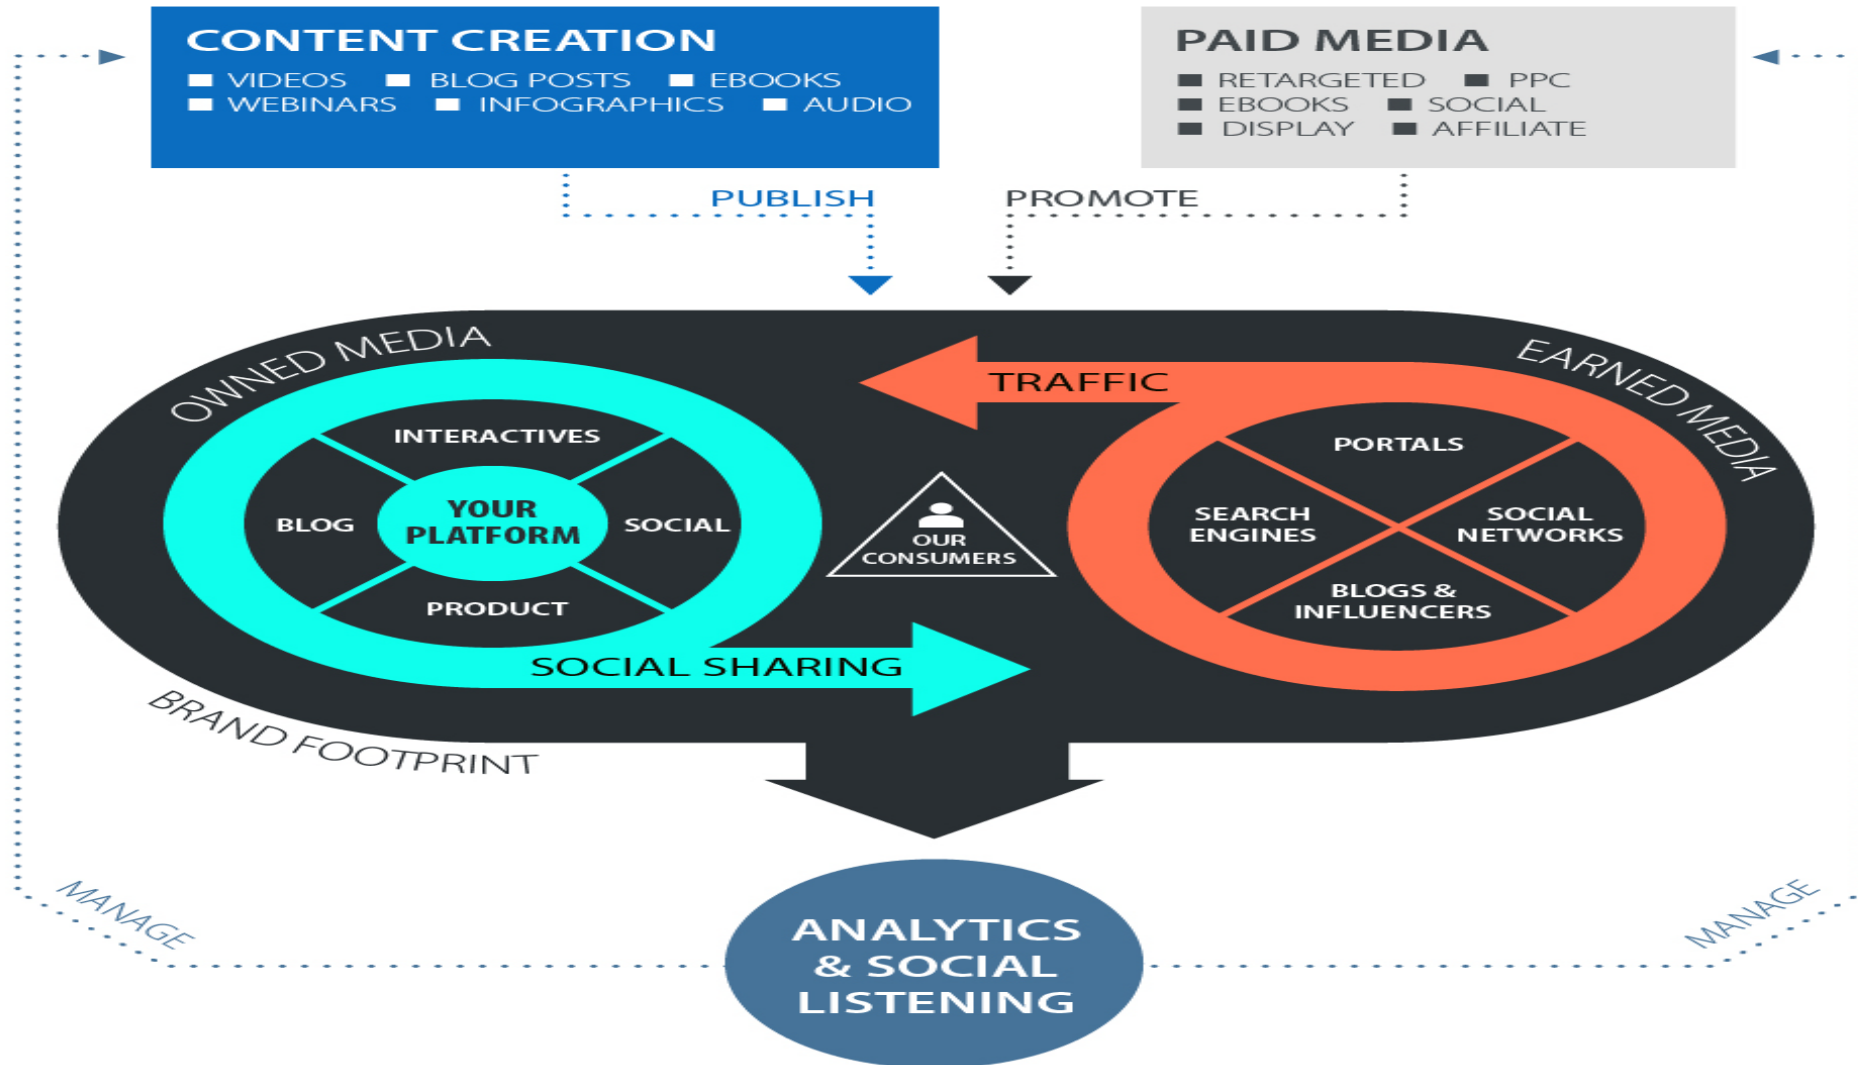 CONTENT CREATION
VIDEOS BLOG POSTS EBOOKS
WEBINARS INFOGRAPHICS AUDIO
PAID MEDIA
RETARGETED PPC
EBOOKS SOCIAL
DISPLAY AFFILIATE
PUBLISH
PROMOTE
OWNED MEDIA
EARNED MEDIA
TRAFFIC
INTERACTIVES
BLOG
YOUR
PLATFORM
SOCIAL
PRODUCT
OUR
CONSUMERS
PORTALS
SEARCH
ENGINES
SOCIAL
NETWORKS
BLOGS &
INFLUENCERS
SOCIAL SHARING
BRAND FOOTPRINT
MANAGE
MANAGE
ANALYTICS
& SOCIAL
LISTENING